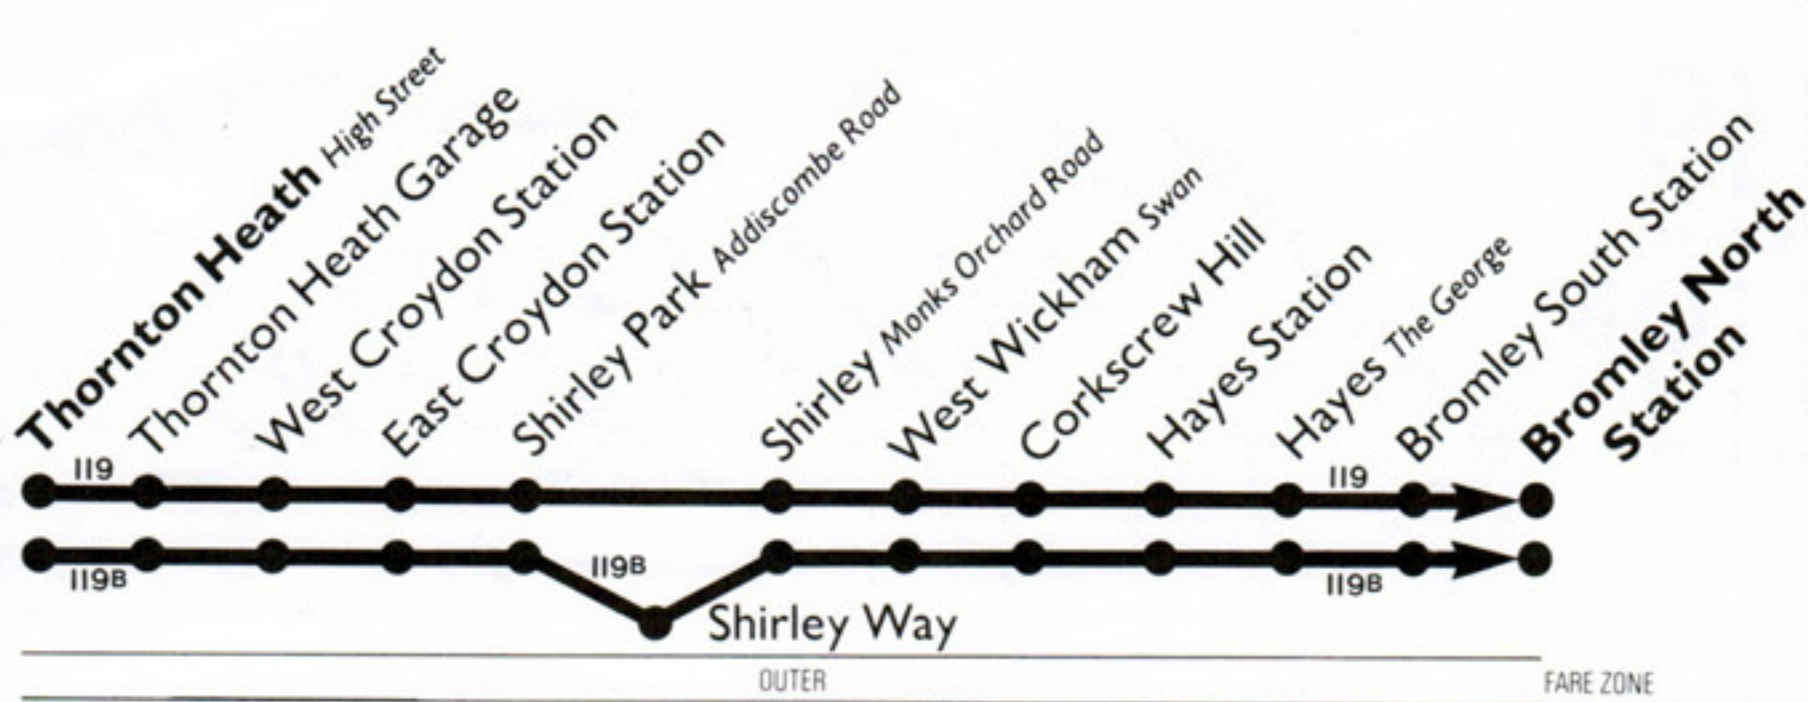 Thornton Heath High Street
Thornton Heath Garage
West Croydon Station
East Croydon Station
Shirley Park Addiscombe Road
Shirley Monks Orchard Road
West Wickham Swan
Corkscrew Hill
Hayes Station
Hayes The George
Bromley South Station
Bromley North
Station
119
119
119B
119B
119B
Shirley Way
OUTER
FARE ZONE